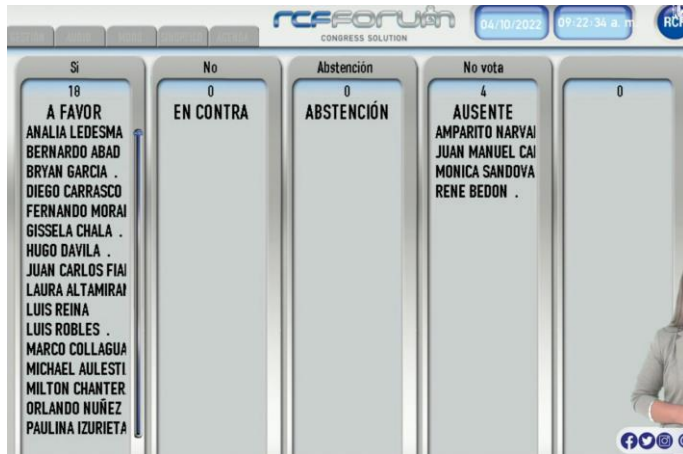 RCF FORUM
CONGRESS SOLUTION
04/10/2022
09:22:34 a. m
RCF
Si
No
Abstención
No vota
18
0
0
4
0
A FAVOR
EN CONTRA
ABSTENCIÓN
AUSENTE
ANALIA LEDESMA
BERNARDO ABAD
BRYAN GARCIA .
DIEGO CARRASCO
FERNANDO MORAI
GISSELA CHALA .
HUGO DAVILA .
JUAN CARLOS FIAI
LAURA ALTAMIRAI
LUIS REINA
LUIS ROBLES .
MARCO COLLAGUA
MICHAEL AULESTI
MILTON CHANTER
ORLANDO NUÑEZ
PAULINA IZURIETA
AMPARITO NARVAI
JUAN MANUEL CAI
MONICA SANDOVA
RENE BEDON .